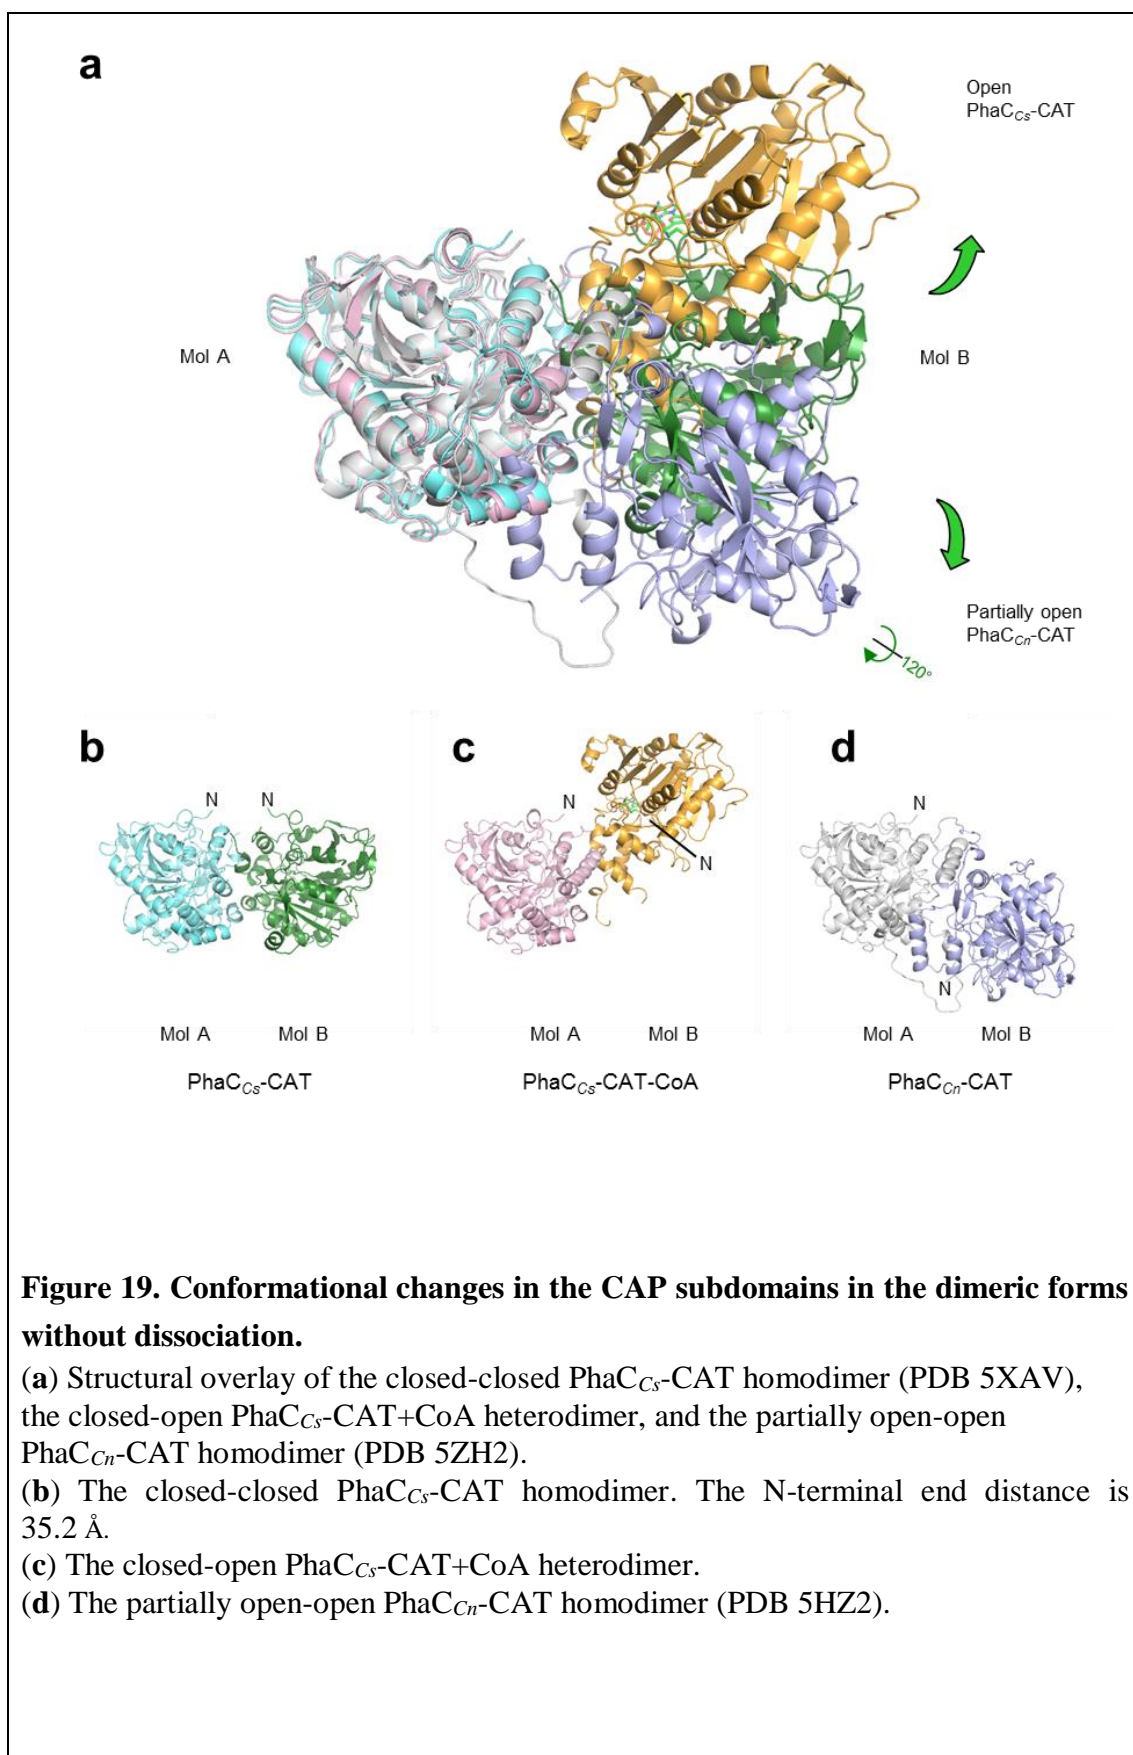 a
Open
PhaCCs-CAT
Mol A
Mol B
Partially open
PhaCCn-CAT
120°
b
c
d
N
N
N
N
N
N
Mol A
Mol B
Mol A
Mol B
Mol A
Mol B
PhaCCs-CAT
PhaCCs-CAT-CoA
PhaCCn-CAT
Figure 19. Conformational changes in the CAP subdomains in the dimeric forms
without dissociation.
(a) Structural overlay of the closed-closed PhaCCs-CAT homodimer (PDB 5XAV),
the closed-open PhaCCs-CAT+CoA heterodimer, and the partially open-open
PhaCCn-CAT homodimer (PDB 5ZH2).
(b) The closed-closed PhaCCs-CAT homodimer. The N-terminal end distance is
35.2 Å.
(c) The closed-open PhaCCs-CAT+CoA heterodimer.
(d) The partially open-open PhaCCn-CAT homodimer (PDB 5HZ2).